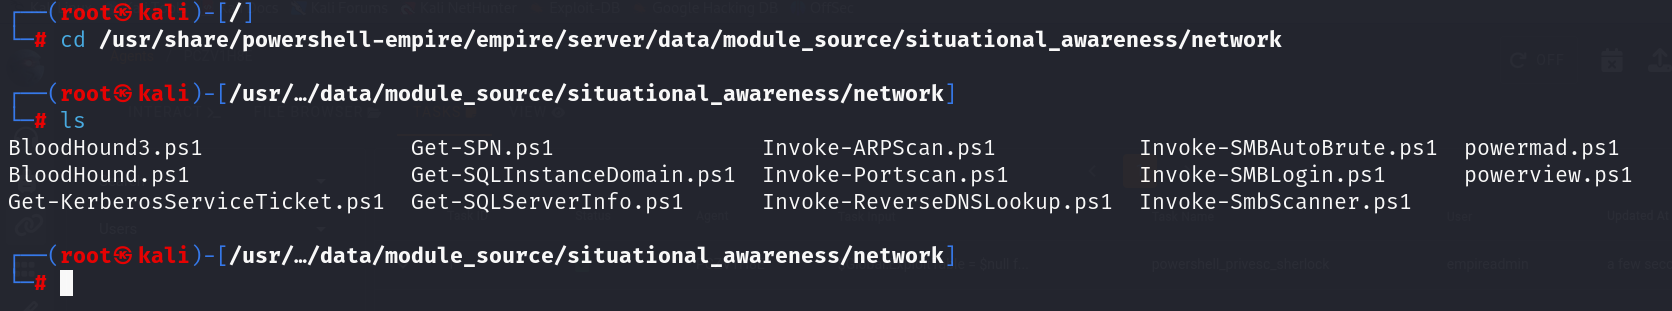 ┌──(root㉿kali)-[/]
└─# cd /usr/share/powershell-empire/empire/server/data/module_source/situational_awareness/network
┌──(root㉿kali)-[/usr/…/data/module_source/situational_awareness/network]
└─# ls
BloodHound3.ps1 Get-SPN.ps1 Invoke-ARPScan.ps1 Invoke-SMBAutoBrute.ps1 powermad.ps1
BloodHound.ps1 Get-SQLInstanceDomain.ps1 Invoke-Portscan.ps1 Invoke-SMBLogin.ps1 powerview.ps1
Get-KerberosServiceTicket.ps1 Get-SQLServerInfo.ps1 Invoke-ReverseDNSLookup.ps1 Invoke-SmbScanner.ps1
┌──(root㉿kali)-[/usr/…/data/module_source/situational_awareness/network]
└─#